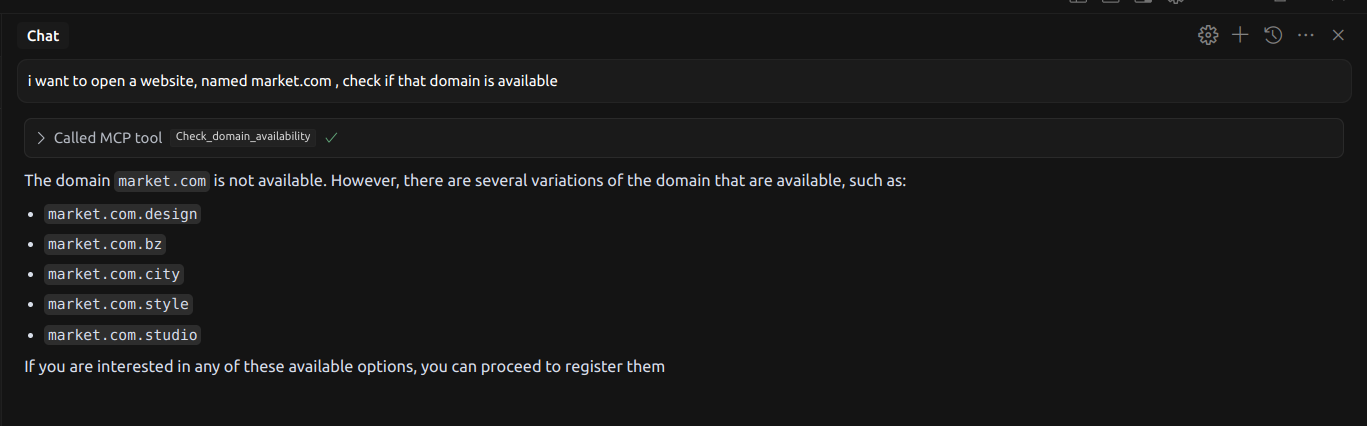 Chat
i want to open a website, named market.com , check if that domain is available
Called MCP tool Check_domain_availability
The domain market.com is not available. However, there are several variations of the domain that are available, such as:
market.com.design
market.com.bz
market.com.city
market.com.style
market.com.studio
If you are interested in any of these available options, you can proceed to register them